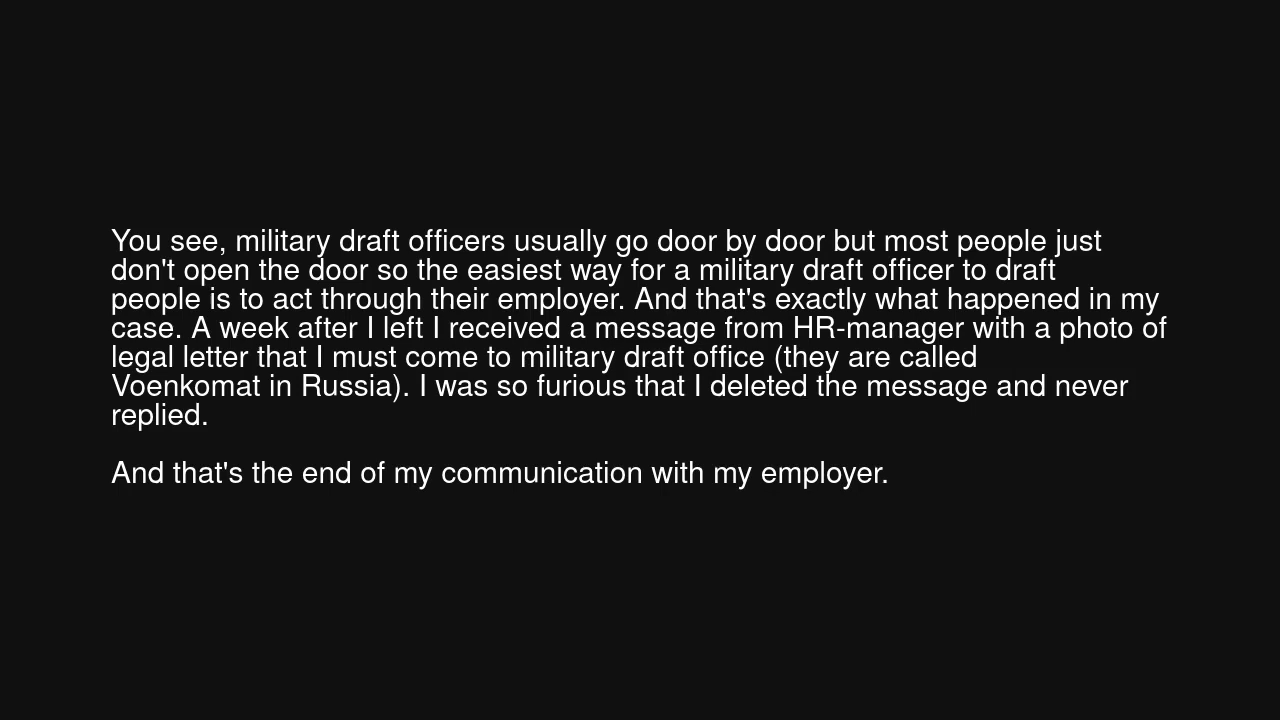 You see, military draft officers usually go door by door but most people just
don't open the door so the easiest way for a military draft officer to draft
people is to act through their employer. And that's exactly what happened in my
case. A week after I left I received a message from HR-manager with a photo of
legal letter that I must come to military draft office (they are called
Voenkomat in Russia). I was so furious that I deleted the message and never
replied.

And that's the end of my communication with my employer.